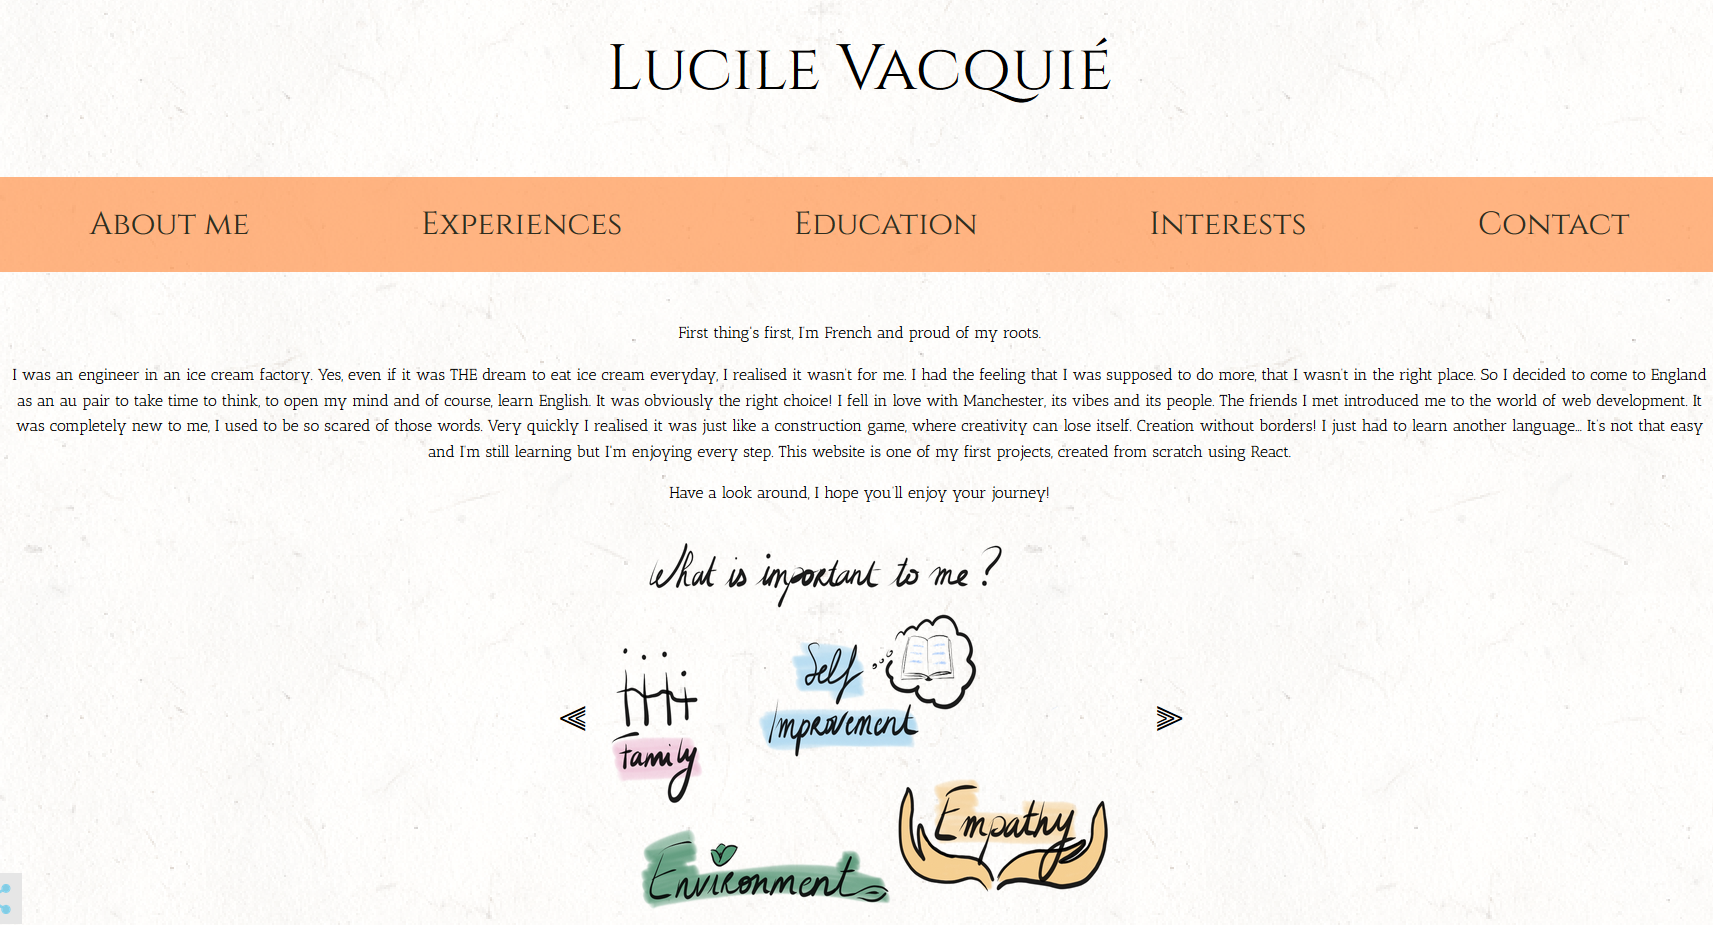 Lucile Vacquié
About me
Experiences
Education
Interests
Contact
First thing's first, I'm French and proud of my roots.
I was an engineer in an ice cream factory. Yes, even if it was THE dream to eat ice cream everyday, I realised it wasn't for me. I had the feeling that I was supposed to do more, that I wasn't in the right place. So I decided to come to England
as an au pair to take time to think, to open my mind and of course, learn English. It was obviously the right choice! I fell in love with Manchester, its vibes and its people. The friends I met introduced me to the world of web development. It
was completely new to me, I used to be so scared of those words. Very quickly I realised it was just like a construction game, where creativity can lose itself. Creation without borders! I just had to learn another language... It's not that easy
and I'm still learning but I'm enjoying every step. This website is one of my first projects, created from scratch using React.
Have a look around, I hope you'll enjoy your journey!
What is important to me?
Self
Improvement
Family
Empathy
Environment